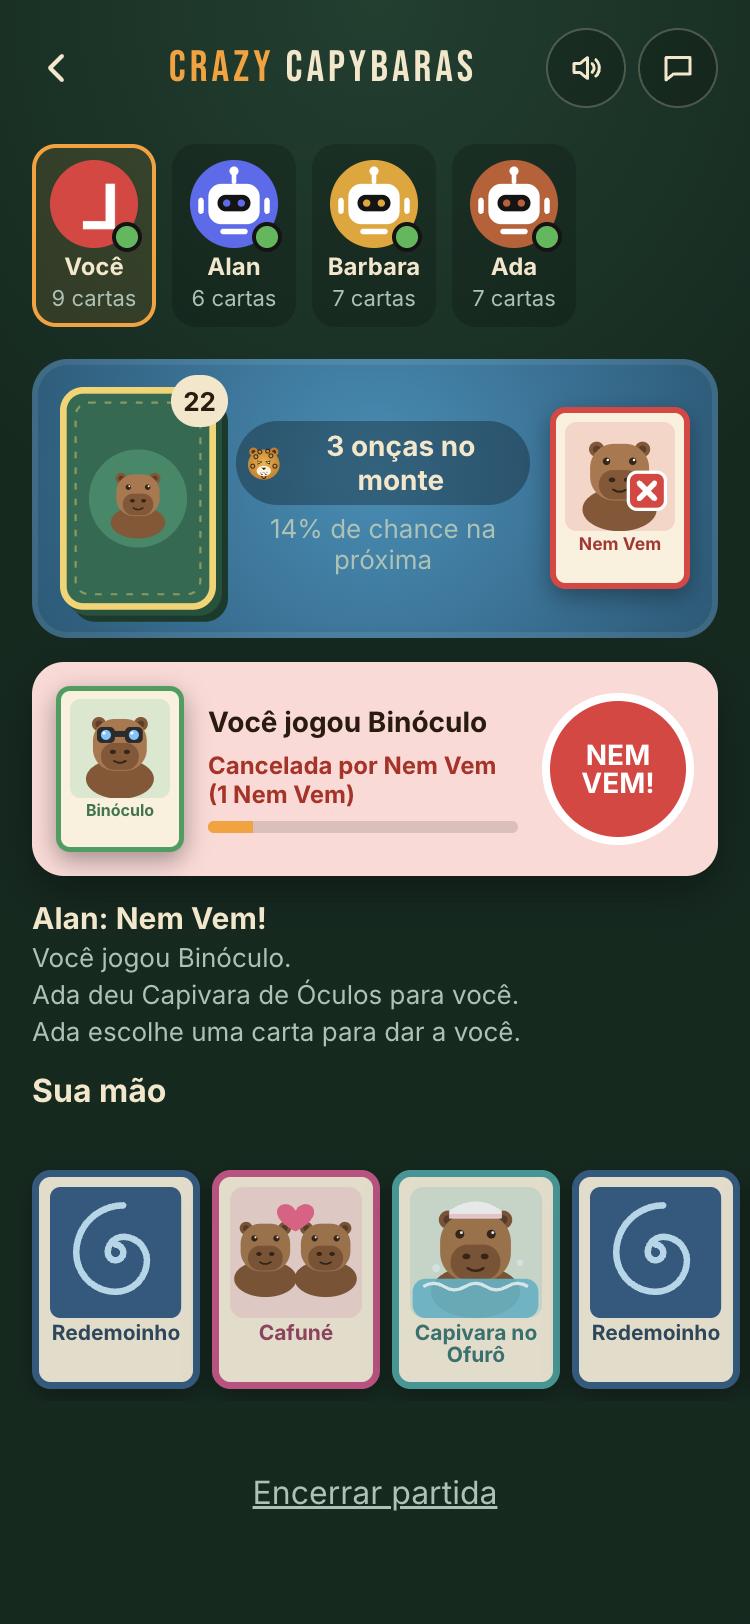 CRAZY CAPYBARAS
Você
9 cartas
Alan
6 cartas
Barbara
7 cartas
Ada
7 cartas
22
3 onças no
monte
14% de chance na
próxima
Nem Vem
Binóculo
Você jogou Binóculo
Cancelada por Nem Vem
(1 Nem Vem)
NEM
VEM!
Alan: Nem Vem!
Você jogou Binóculo.
Ada deu Capivara de Óculos para você.
Ada escolhe uma carta para dar a você.
Sua mão
Redemoinho
Cafuné
Capivara no
Ofurô
Redemoinho
Encerrar partida